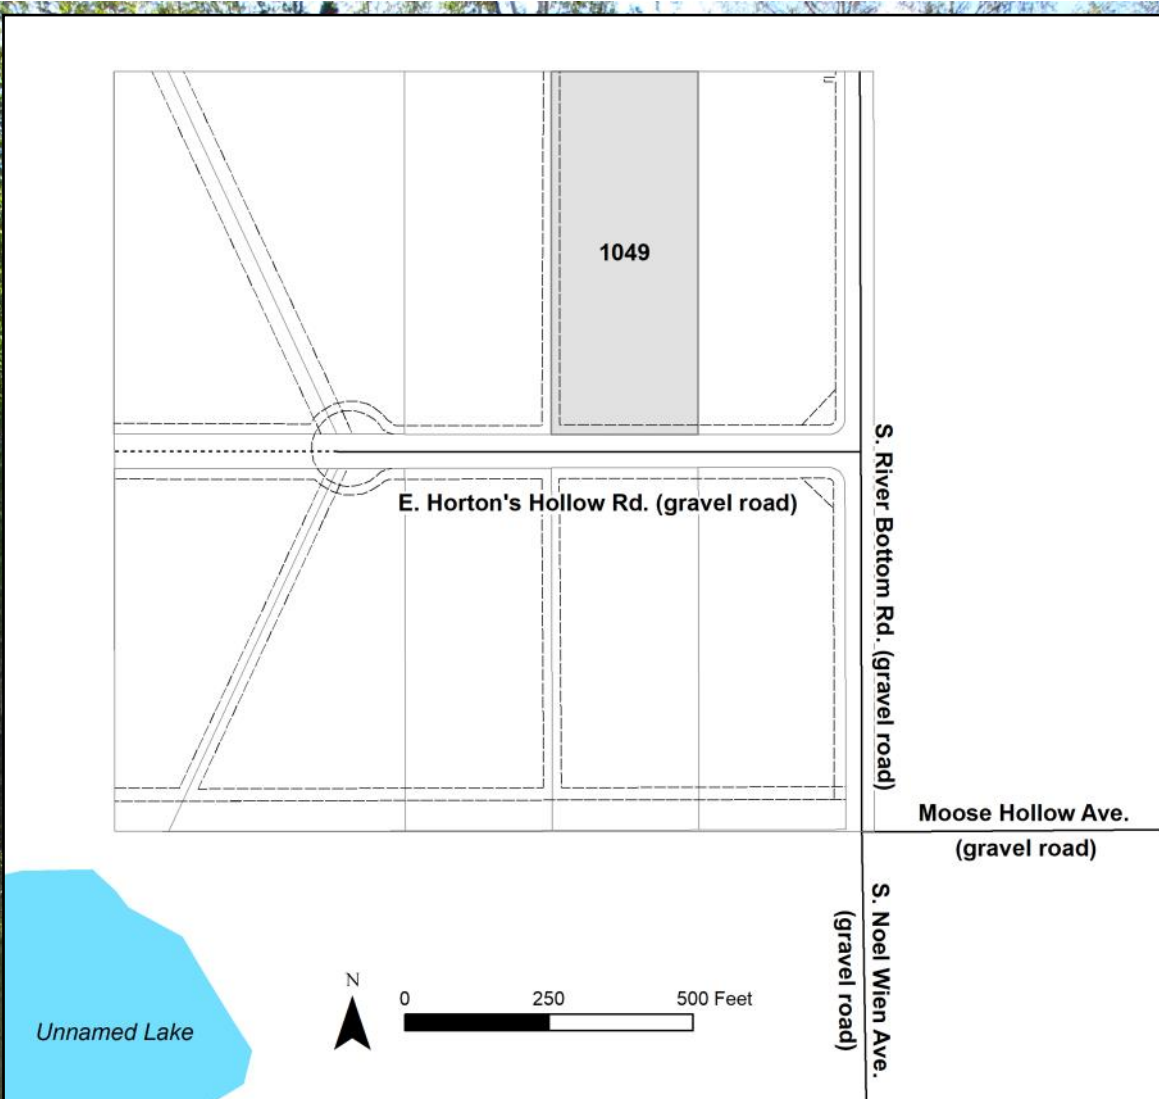 1049
E. Horton's Hollow Rd. (gravel road)
S. River Bottom Rd. (gravel road)
Moose Hollow Ave.
(gravel road)
S. Noel Wien Ave.
(gravel road)
Unnamed Lake
N
0 250 500 Feet